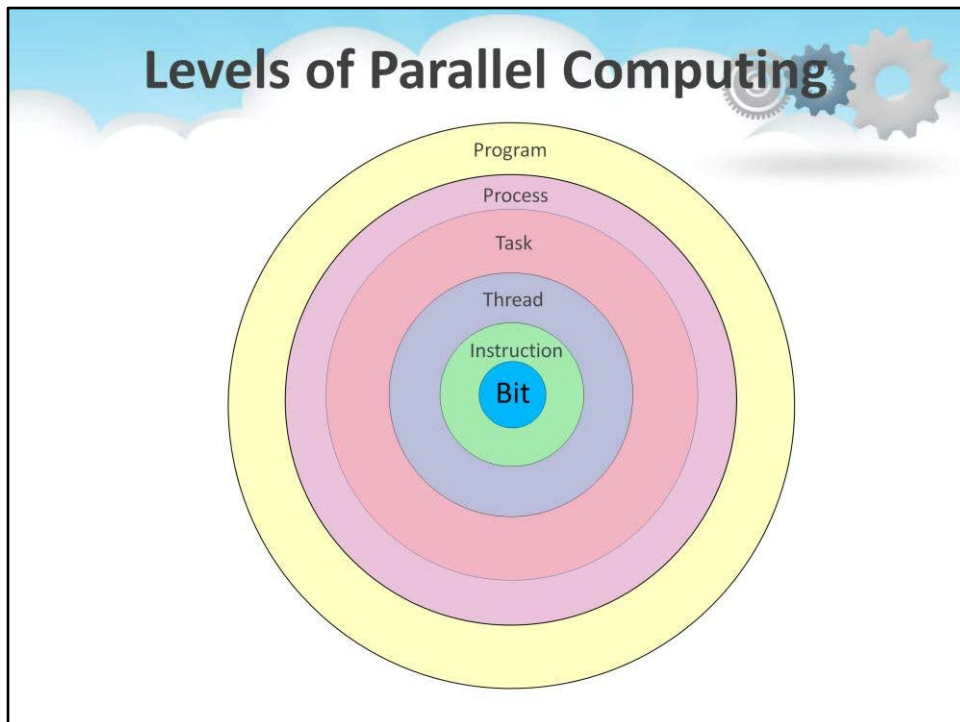 Levels of Parallel Computing
Program
Process
Task
Thread
Instruction
Bit